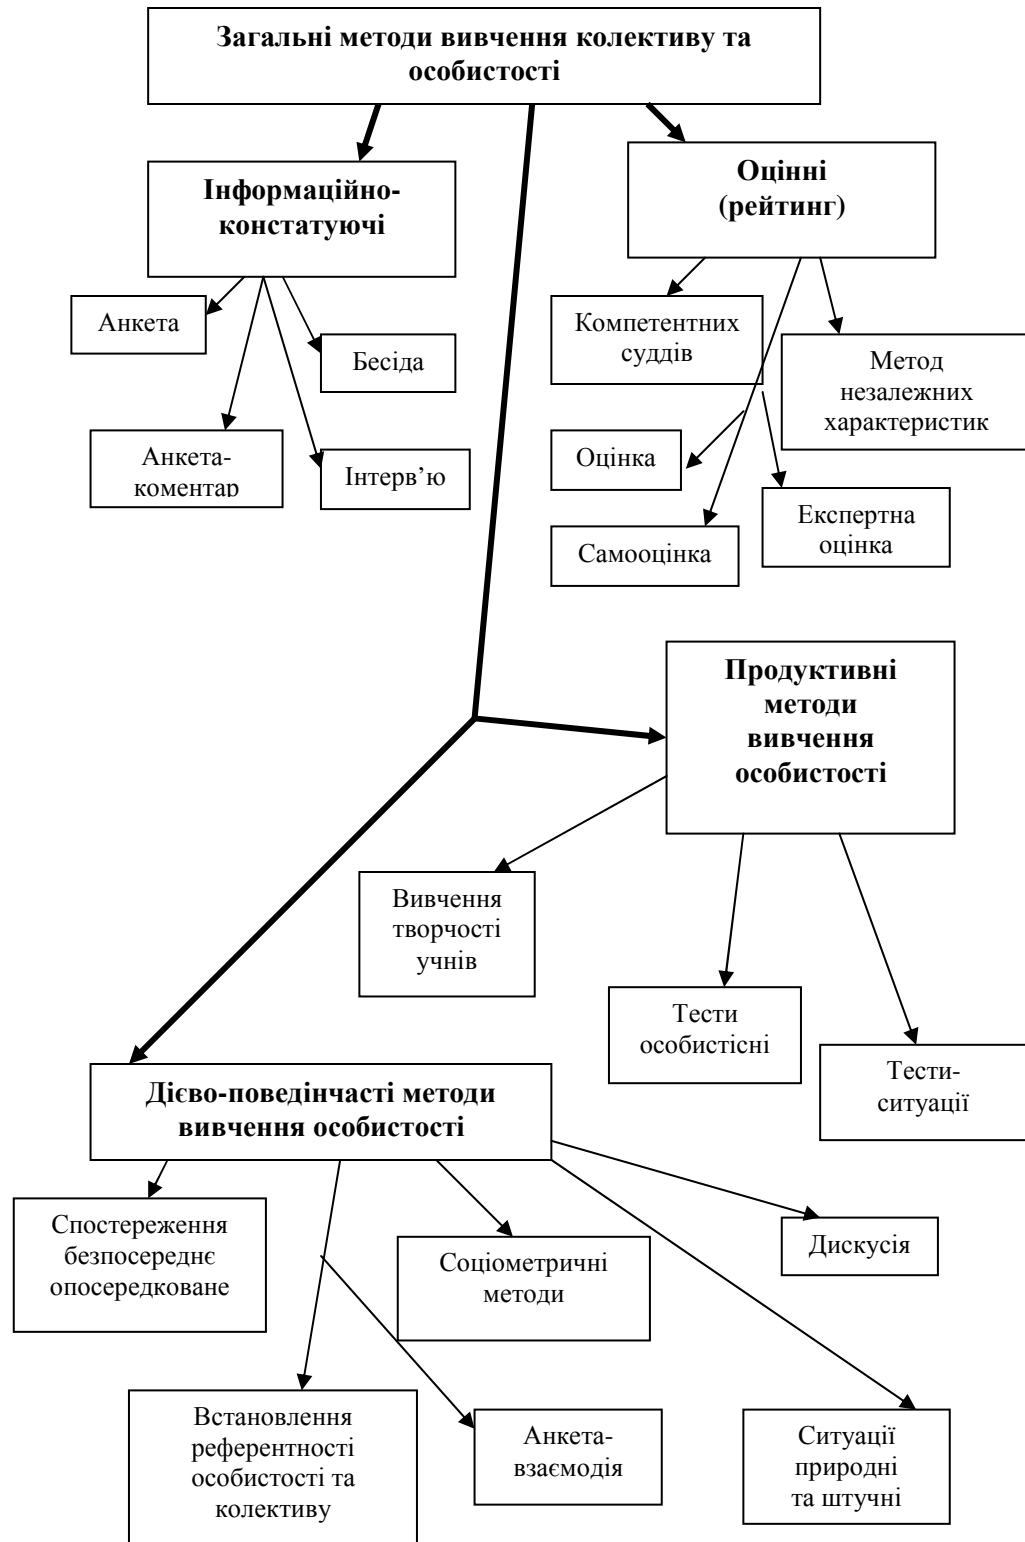 Загальні методи вивчення колективу та
особистості
Інформаційно-
констатуючі
Оцінні
(рейтинг)
Анкета
Бесіда
Анкета-
коментар
Інтерв’ю
Компетентних
суддів
Метод
незалежних
характеристик
Оцінка
Самооцінка
Експертна
оцінка
Продуктивні
методи
вивчення
особистості
Вивчення
творчості
учнів
Тести
особистісні
Тести-
ситуації
Дієво-поведінчасті методи
вивчення особистості
Спостереження
безпосереднє
опосередковане
Соціометричні
методи
Дискусія
Встановлення
референтності
особистості та
колективу
Анкета-
взаємодія
Ситуації
природні
та штучні